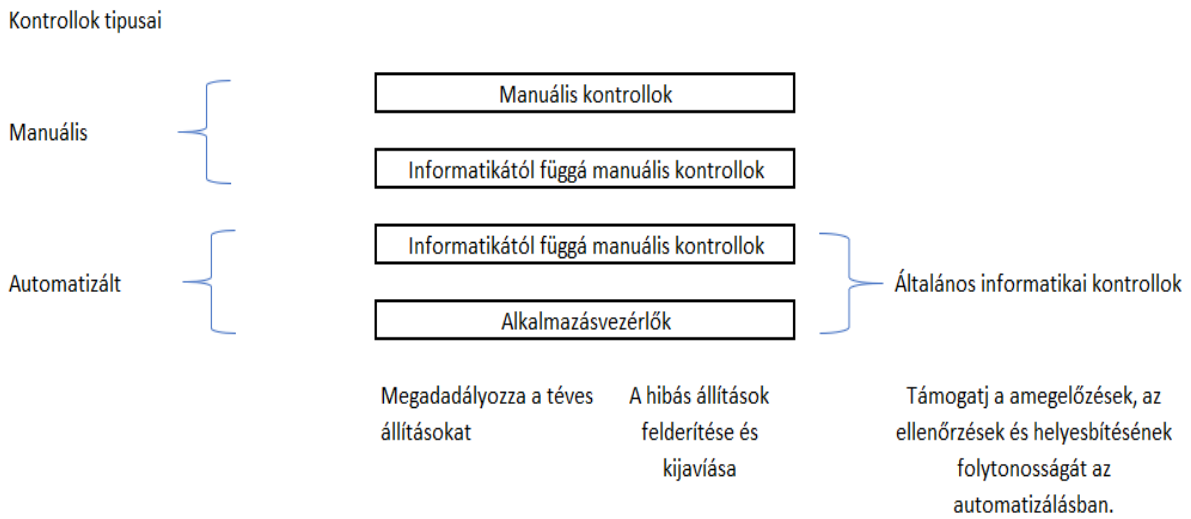 Kontrollok tipusai
Manuális kontrollok
Manuális
Informatikától függá manuális kontrollok
Informatikától függá manuális kontrollok
Automatizált
Általános informatikai kontrollok
Alkalmazásvezérlők
Megadadályozza a téves
állításokat
A hibás állítások
felderítése és
kijavíása
Támogatj a amegelőzések, az
ellenőrzések és helyesbítésének
folytonosságát az
automatizálásban.